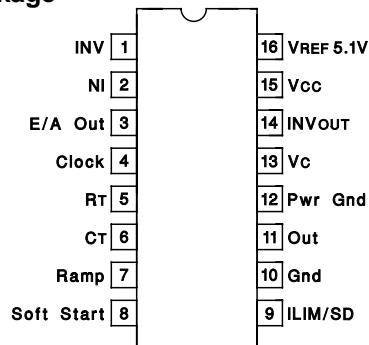 INV 1 16 VREF 5.1V
NI 2 15 VCC
E/A Out 3 14 INVOUT
Clock 4 13 VC
RT 5 12 Pwr Gnd
CT 6 11 Out
Ramp 7 10 Gnd
Soft Start 8 9 ILIM/SD